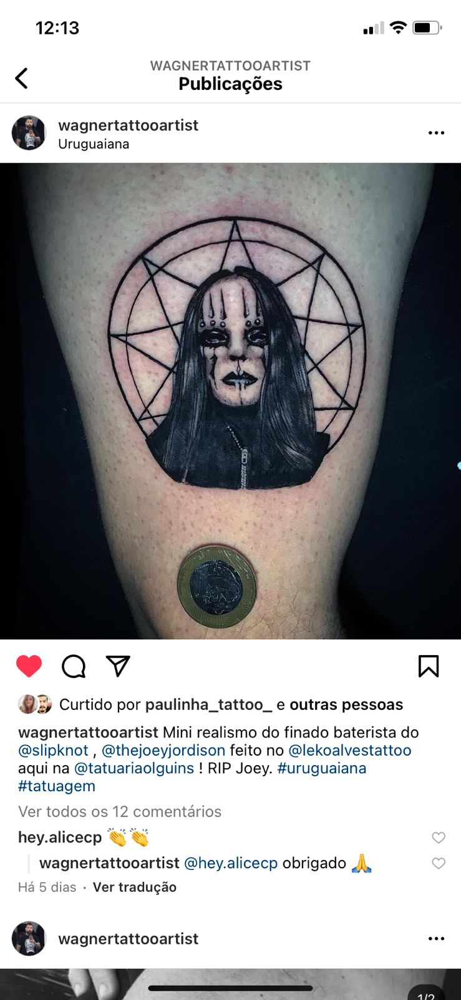 12:13
WAGNERTATTOOARTIST
Publicações
wagnertattooartist
Uruguaiana
Curtido por paulinha_tattoo_ e outras pessoas
wagnertattooartist Mini realismo do finado baterista do
@slipknot , @thejoeyjordison feito no @lekoalvestattoo
aqui na @tatuariaolguins ! RIP Joey. #uruguaiana
#tatuagem
Ver todos os 12 comentários
hey.alicecp 👏👏
wagnertattooartist @hey.alicecp obrigado 🙏
Há 5 dias · Ver tradução
wagnertattooartist
1/2